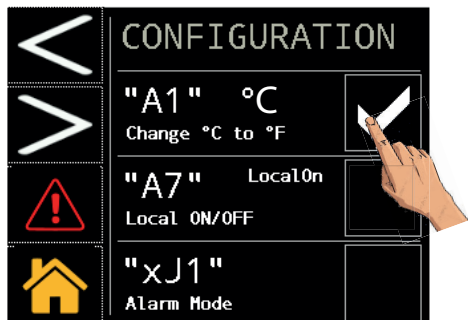 CONFIGURATION
"A1" °C
Change °C to °F
"A7" LocalOn
Local ON/OFF
"xJ1"
Alarm Mode